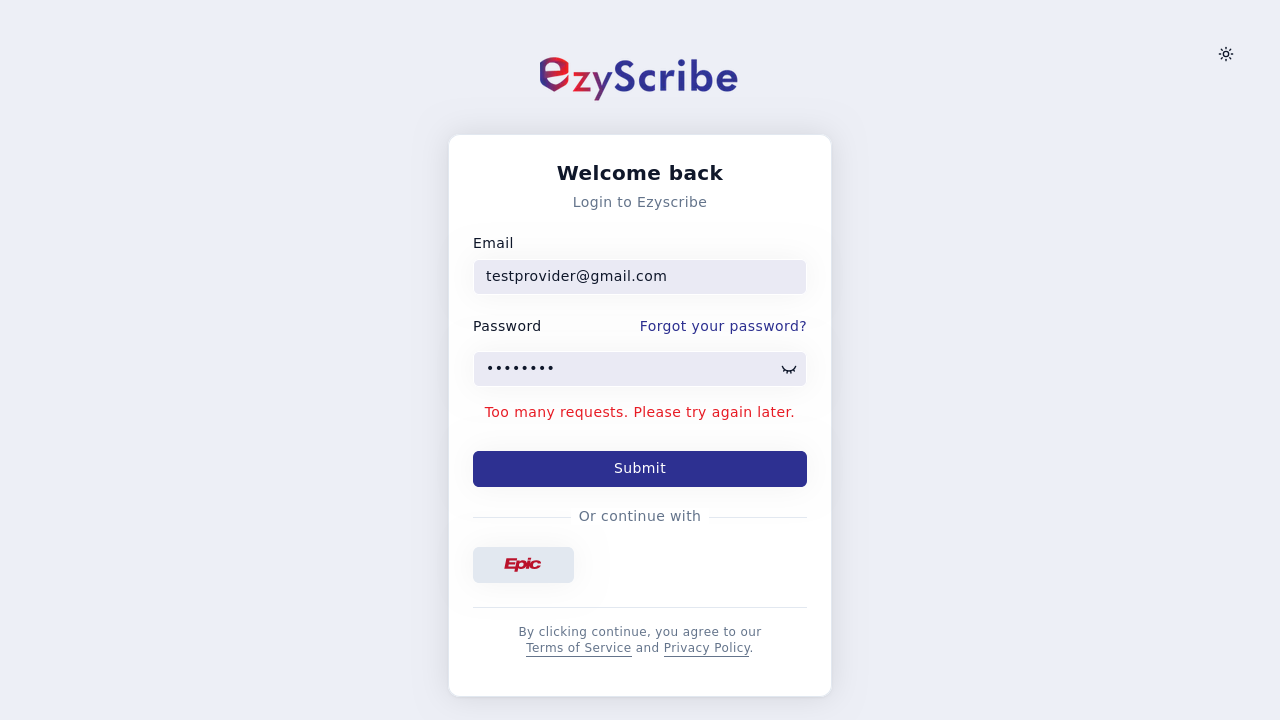 EzyScribe
Welcome back
Login to Ezyscribe
Email
testprovider@gmail.com
Password
Forgot your password?
••••••••
Too many requests. Please try again later.
Submit
Or continue with
Epic
By clicking continue, you agree to our
Terms of Service and Privacy Policy.